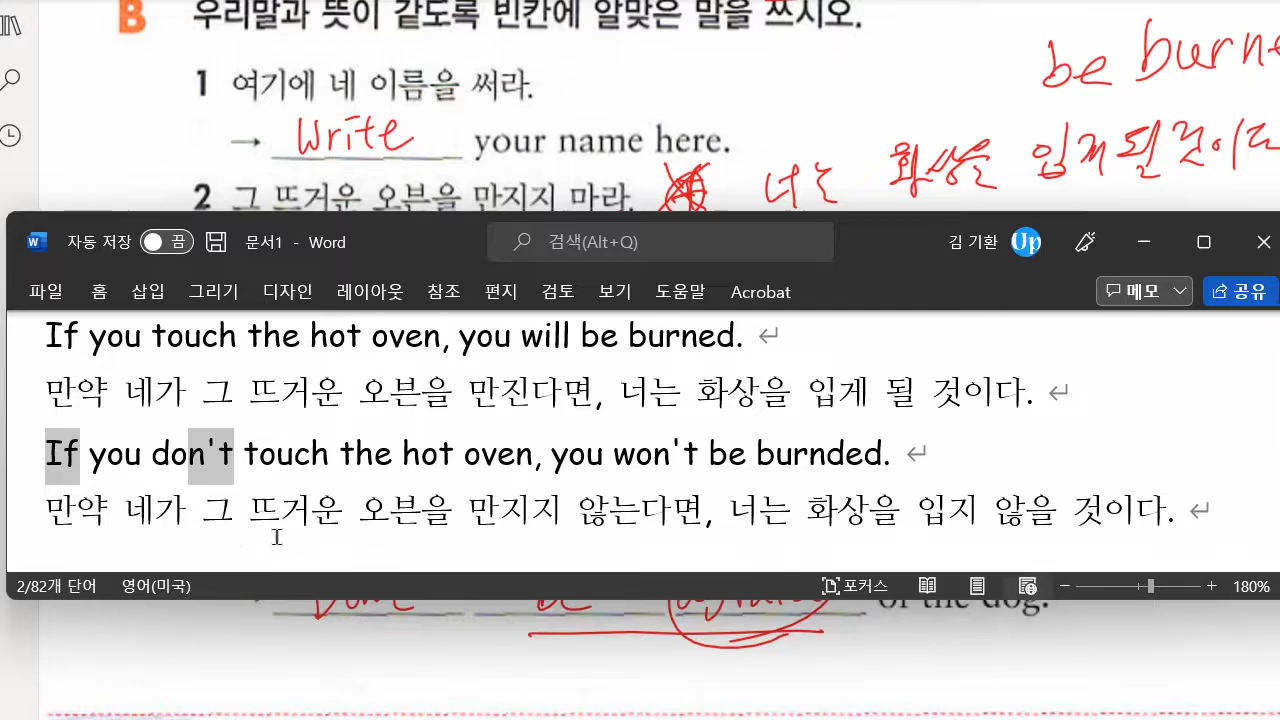 B 우리말과 뜻이 같도록 빈칸에 알맞은 말을 쓰시오.
be
1 여기에 네 이름을 써라.
→ Write your name here.
너는 화상을 입게 될 것이다
2 그 뜨거운 오븐을 만지지 마라.
자동 저장 끔 문서1 - Word 검색(Alt+Q) 김 기환 Up
파일 홈 삽입 그리기 디자인 레이아웃 참조 편지 검토 보기 도움말 Acrobat 메모 공유
If you touch the hot oven, you will be burned.
만약 네가 그 뜨거운 오븐을 만진다면, 너는 화상을 입게 될 것이다.
If you don't touch the hot oven, you won't be burnded.
만약 네가 그 뜨거운 오븐을 만지지 않는다면, 너는 화상을 입지 않을 것이다.
2/82개 단어 영어(미국) 포커스 180%
of the dog.